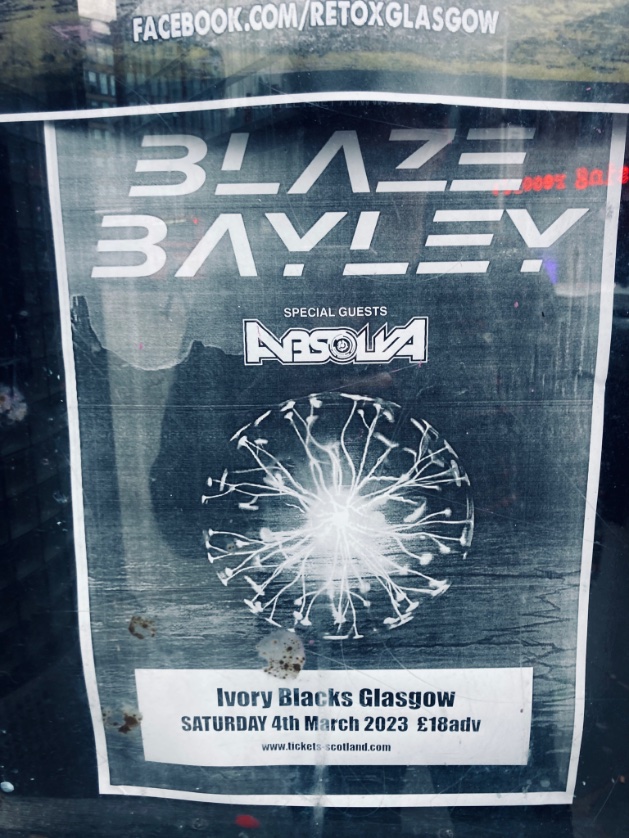 FACEBOOK.COM/RETOXGLASGOW
BLAZE
BAYLEY
SPECIAL GUESTS
ABSOLVA
Ivory Blacks Glasgow
SATURDAY 4th March 2023 £18adv
www.tickets-scotland.com